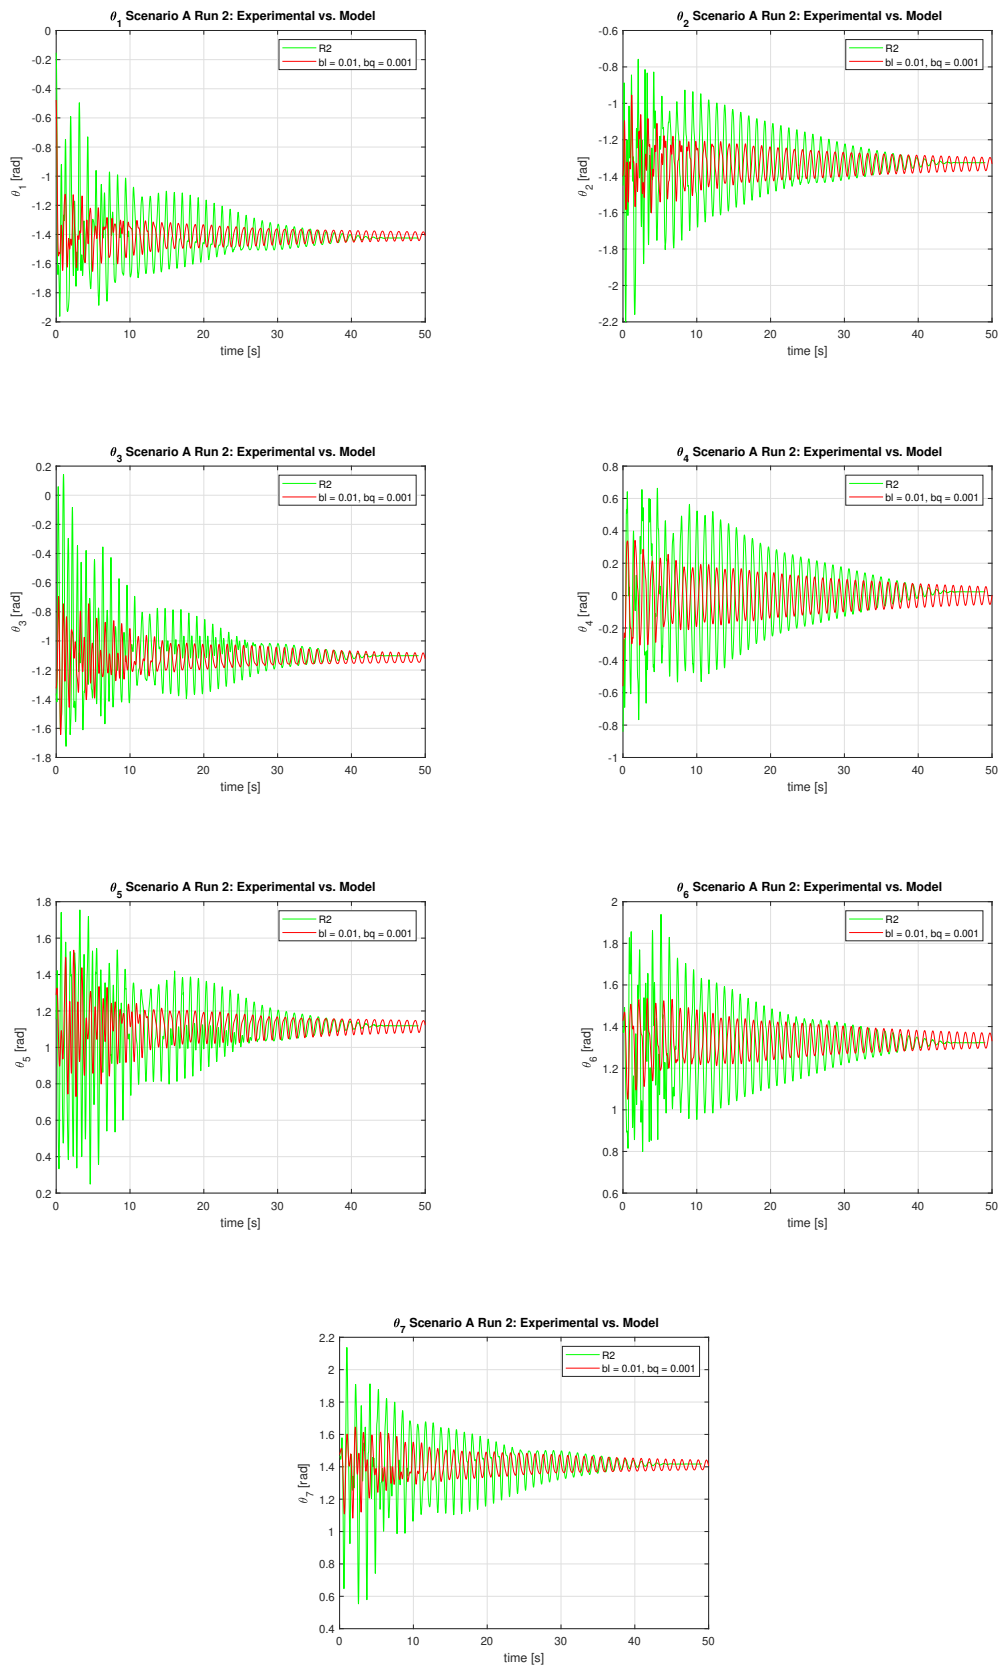 θ1 Scenario A Run 2: Experimental vs. Model
R2
bl = 0.01, bq = 0.001
θ1 [rad]
0
-0.2
-0.4
-0.6
-0.8
-1
-1.2
-1.4
-1.6
-1.8
-2
0 10 20 30 40 50
time [s]
θ2 Scenario A Run 2: Experimental vs. Model
R2
bl = 0.01, bq = 0.001
θ2 [rad]
-0.6
-0.8
-1
-1.2
-1.4
-1.6
-1.8
-2
-2.2
0 10 20 30 40 50
time [s]
θ3 Scenario A Run 2: Experimental vs. Model
R2
bl = 0.01, bq = 0.001
θ3 [rad]
0.2
0
-0.2
-0.4
-0.6
-0.8
-1
-1.2
-1.4
-1.6
-1.8
0 10 20 30 40 50
time [s]
θ4 Scenario A Run 2: Experimental vs. Model
R2
bl = 0.01, bq = 0.001
θ4 [rad]
0.8
0.6
0.4
0.2
0
-0.2
-0.4
-0.6
-0.8
-1
0 10 20 30 40 50
time [s]
θ5 Scenario A Run 2: Experimental vs. Model
R2
bl = 0.01, bq = 0.001
θ5 [rad]
1.8
1.6
1.4
1.2
1
0.8
0.6
0.4
0.2
0 10 20 30 40 50
time [s]
θ6 Scenario A Run 2: Experimental vs. Model
R2
bl = 0.01, bq = 0.001
θ6 [rad]
2
1.8
1.6
1.4
1.2
1
0.8
0.6
0 10 20 30 40 50
time [s]
θ7 Scenario A Run 2: Experimental vs. Model
R2
bl = 0.01, bq = 0.001
θ7 [rad]
2.2
2
1.8
1.6
1.4
1.2
1
0.8
0.6
0.4
0 10 20 30 40 50
time [s]